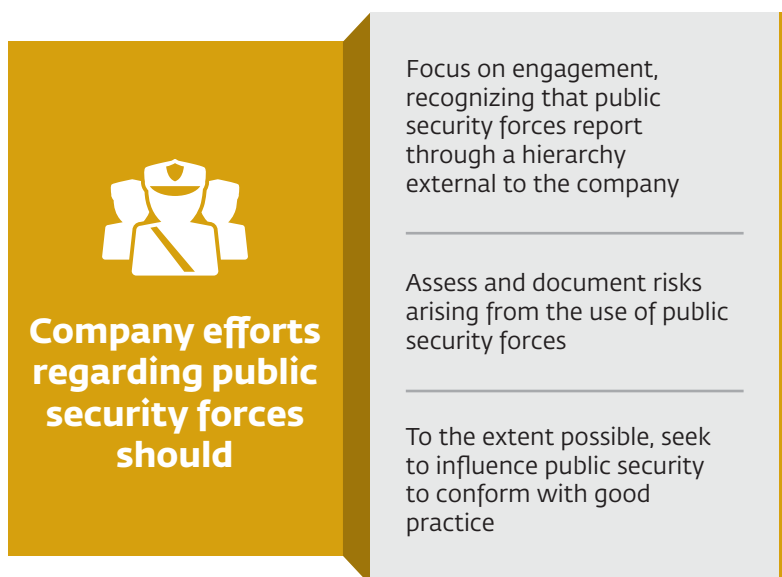 Company efforts
regarding public
security forces
should
Focus on engagement,
recognizing that public
security forces report
through a hierarchy
external to the company
Assess and document risks
arising from the use of public
security forces
To the extent possible, seek
to influence public security
to conform with good
practice